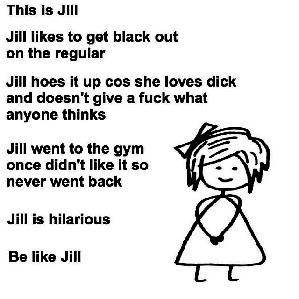 This is Jill
Jill likes to get black out
on the regular
Jill hoes it up cos she loves dick
and doesn't give a fuck what
anyone thinks
Jill went to the gym
once didn't like it so
never went back
Jill is hilarious
Be like Jill